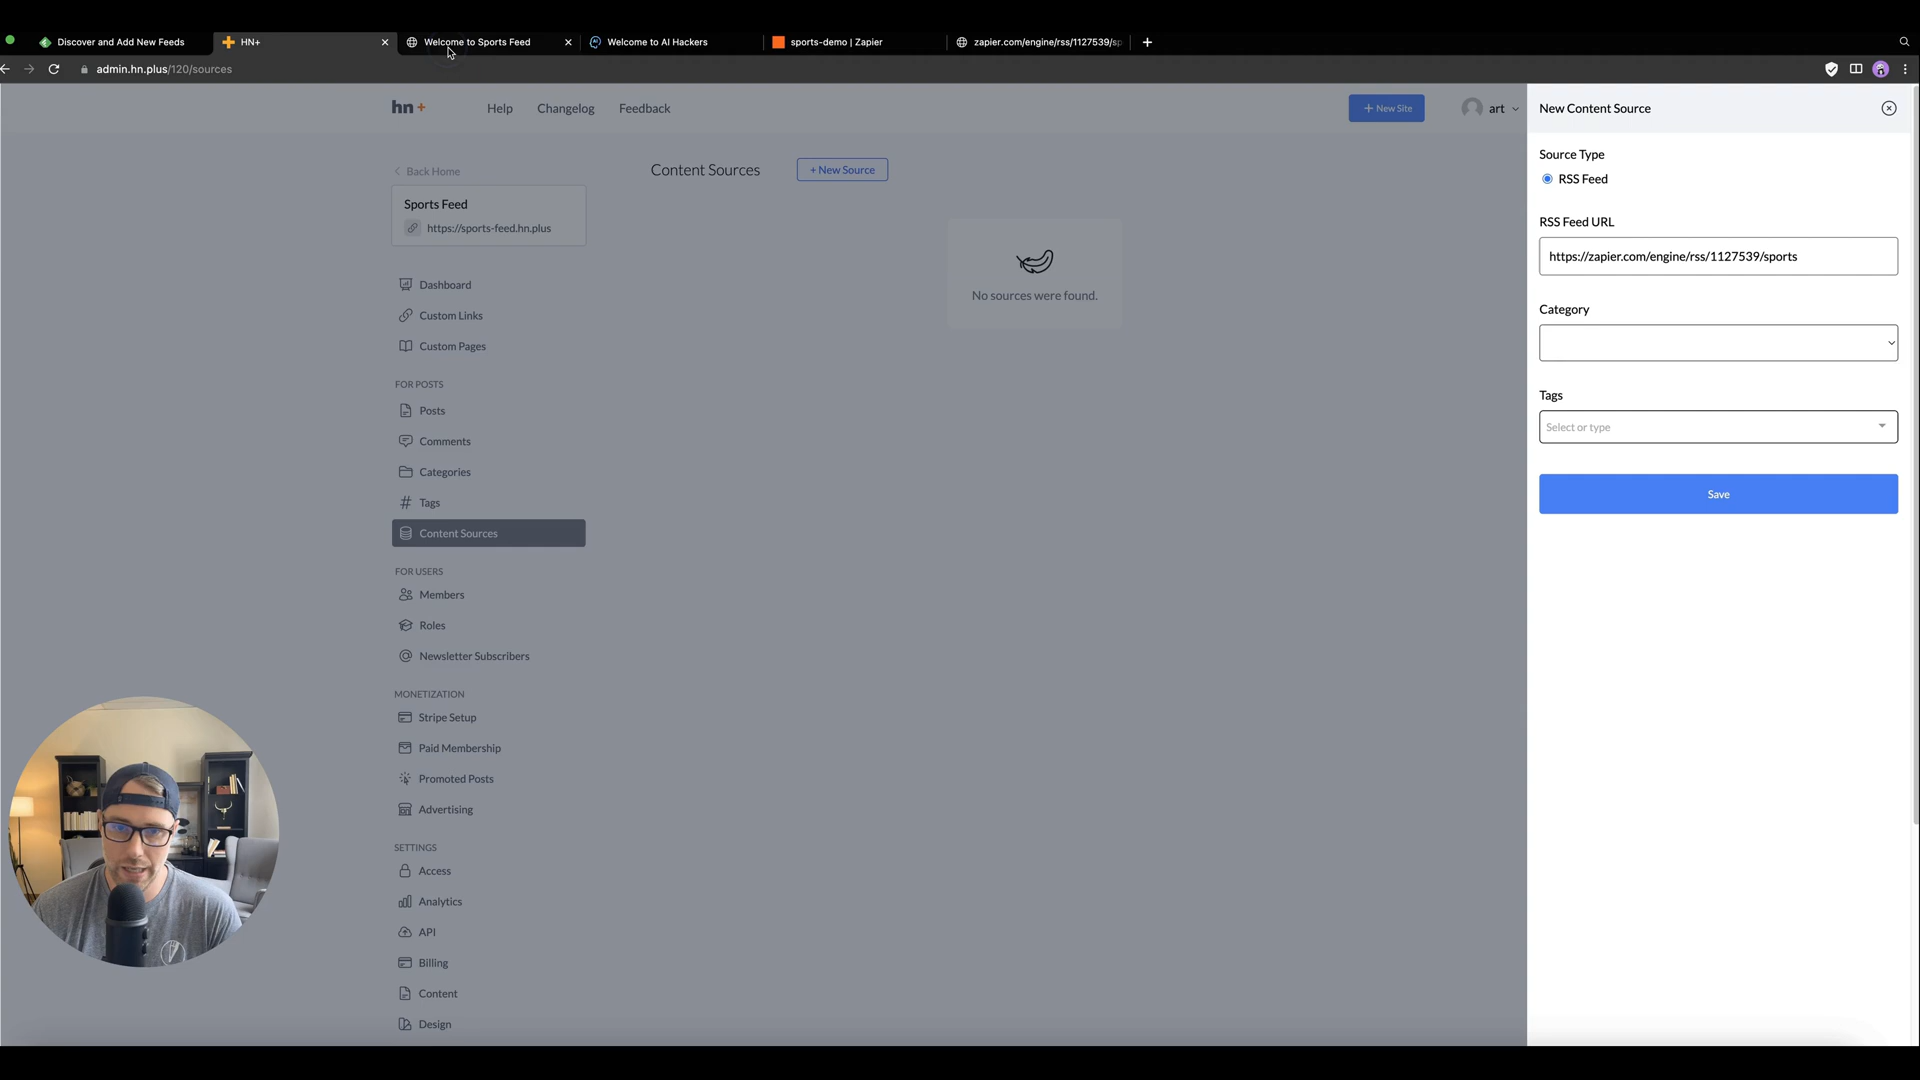 Discover and Add New Feeds
HN+
Welcome to Sports Feed
Welcome to AI Hackers
sports-demo | Zapier
zapier.com/engine/rss/1127539/sp
admin.hn.plus/120/sources
hn +
Help
Changelog
Feedback
+ New Site
art
New Content Source
Back Home
Content Sources
+ New Source
Sports Feed
https://sports-feed.hn.plus
No sources were found.
Dashboard
Custom Links
Custom Pages
FOR POSTS
Posts
Comments
Categories
Tags
Content Sources
FOR USERS
Members
Roles
Newsletter Subscribers
MONETIZATION
Stripe Setup
Paid Membership
Promoted Posts
Advertising
SETTINGS
Access
Analytics
API
Billing
Content
Design
Source Type
RSS Feed
RSS Feed URL
https://zapier.com/engine/rss/1127539/sports
Category
Tags
Select or type
Save